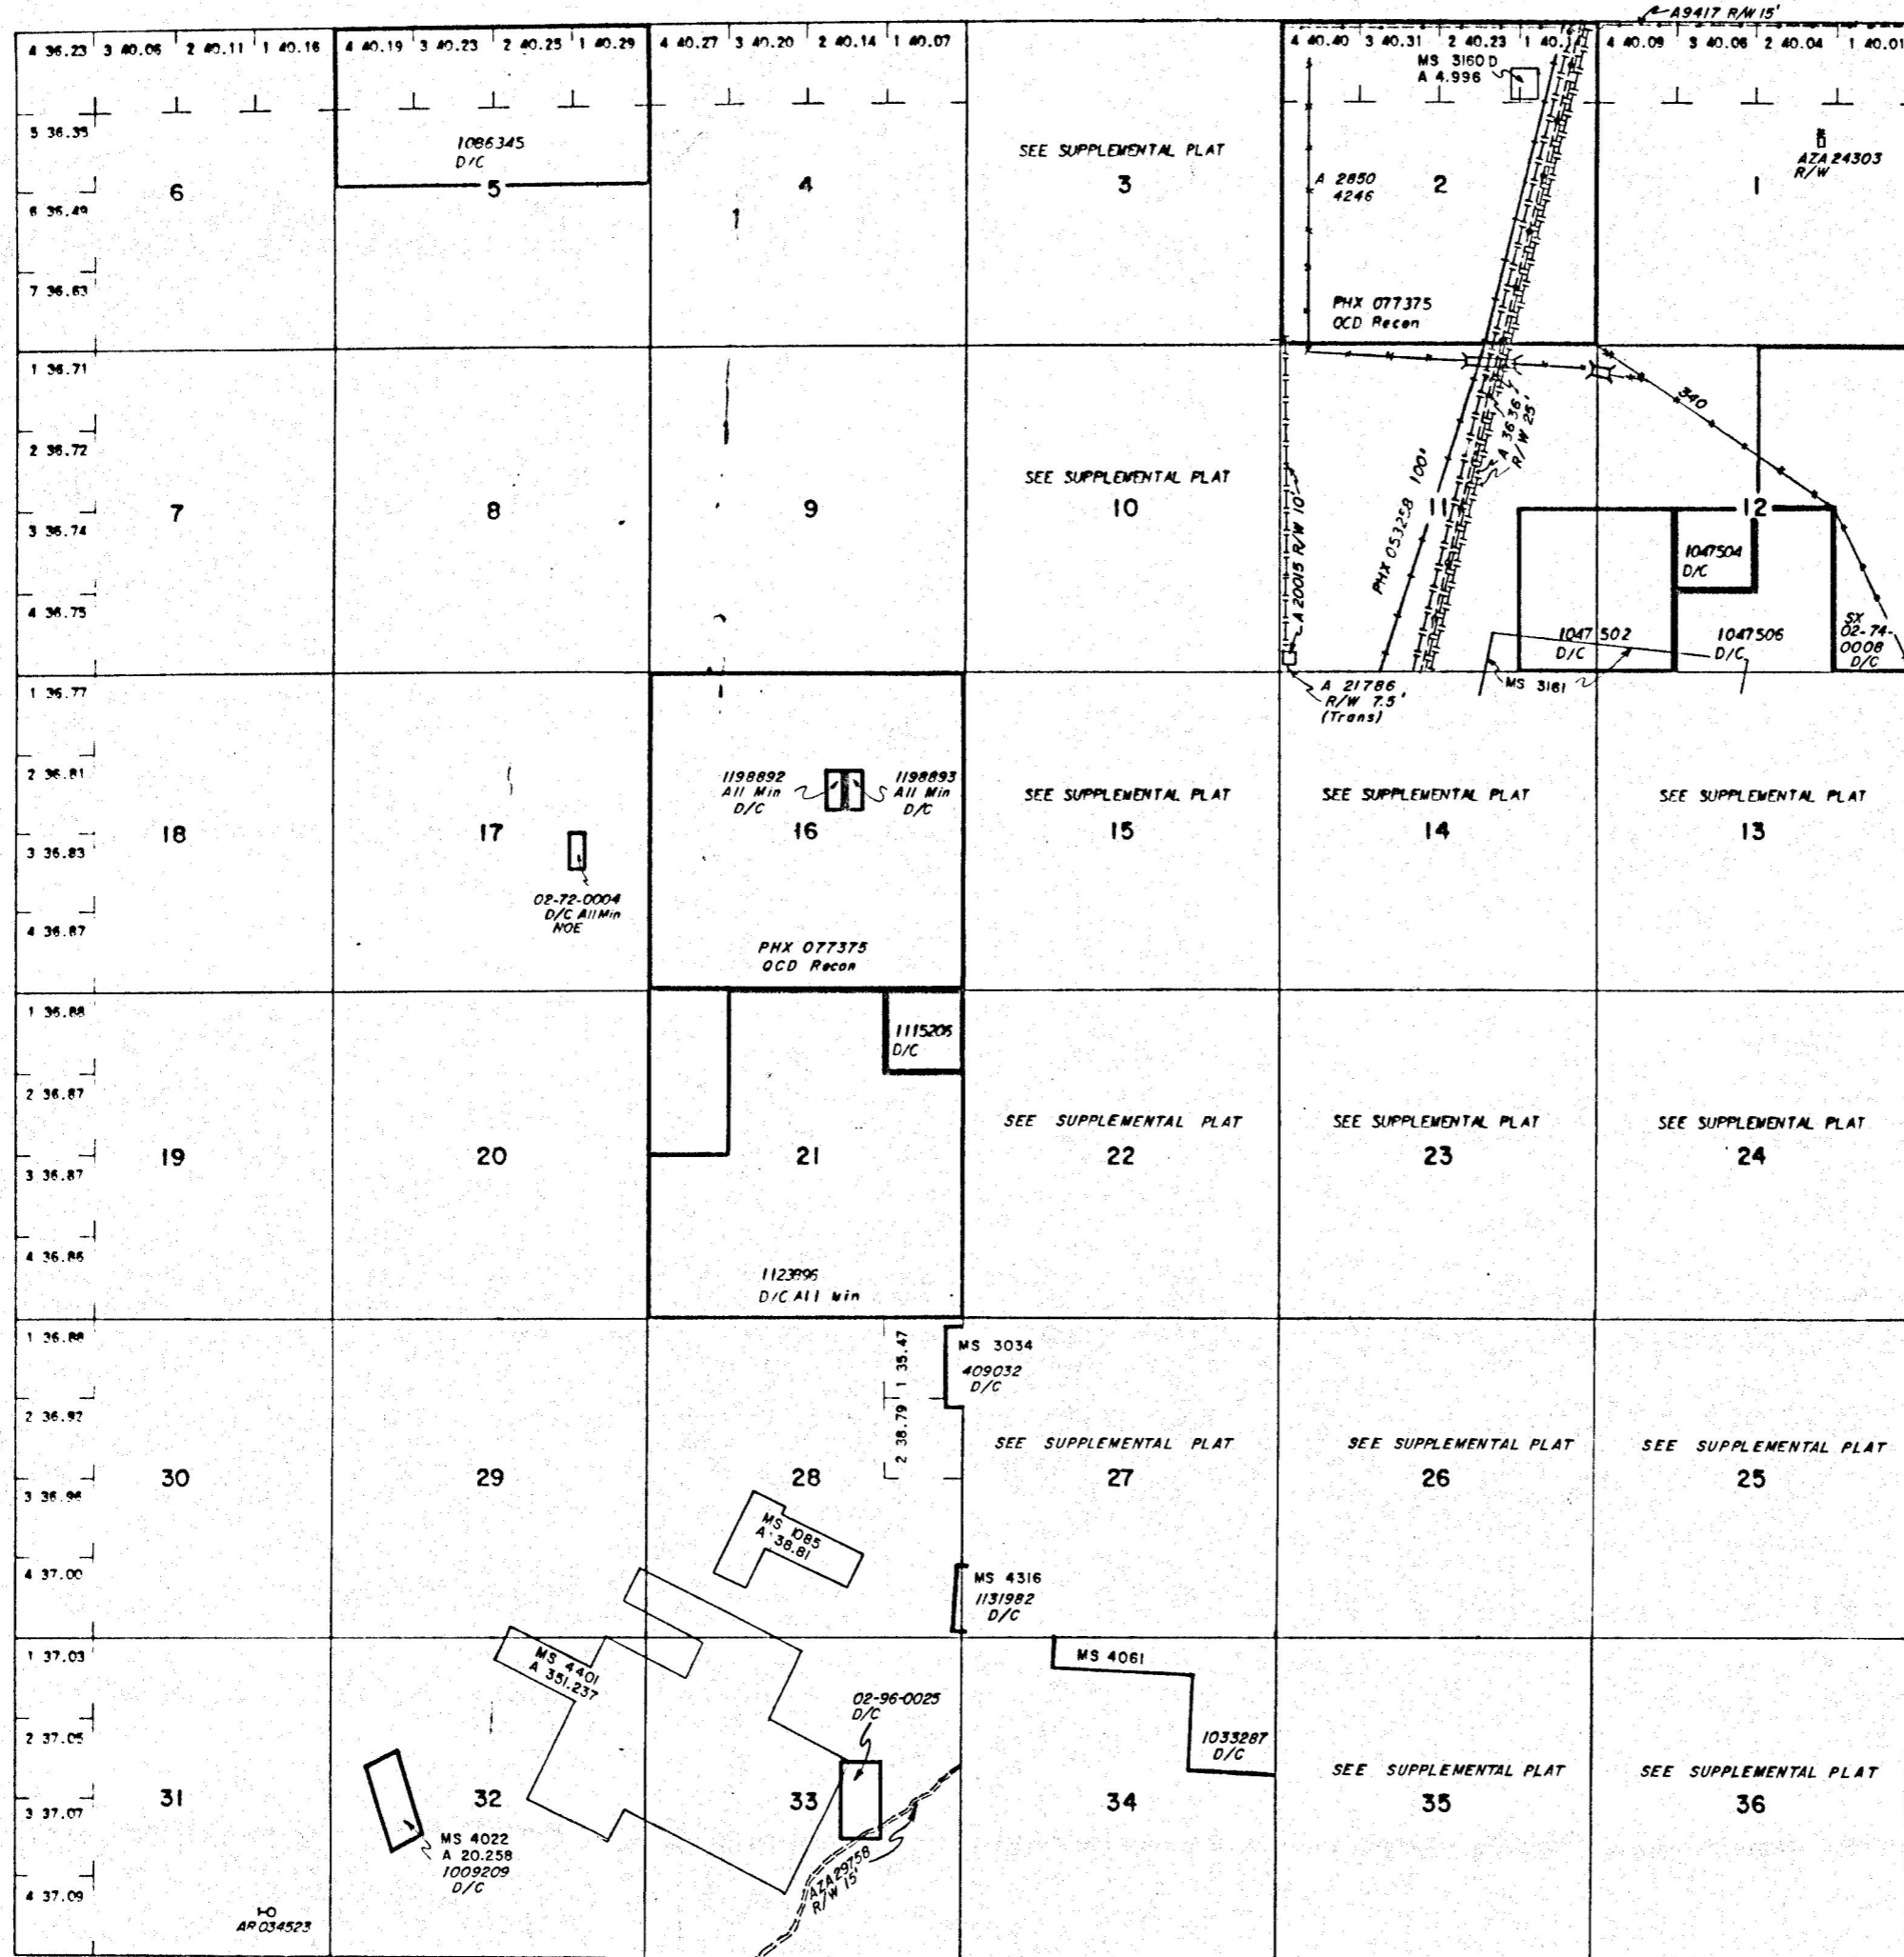 A9417 R/W 15'
4 36.23 3 40.06 2 40.11 1 40.16 4 40.19 3 40.23 2 40.25 1 40.29 4 40.27 3 40.20 2 40.14 1 40.07 4 40.40 3 40.31 2 40.23 1 40.14 4 40.09 3 40.06 2 40.04 1 40.01
MS 3160 D
A 4.996
5 36.35
1086345
D/C
SEE SUPPLEMENTAL PLAT
AZA 24303
R/W
6
5
4
3
A 2850
4246
2
1
6 36.49
7 36.63
PHX 077375
OCD Recon
1 36.71
340
A 3636
R/W 25'
2 36.72
SEE SUPPLEMENTAL PLAT
PHX 053258 100'
7
8
9
10
11
12
3 36.74
A 20015 R/W 10'
1047504
D/C
4 36.75
1047502
D/C
1047506
D/C
SX
02-74-
0008
D/C
1 36.77
A 21786
R/W 7.5'
(Trans)
MS 3161
2 36.81
1198892
All Min
D/C
1198893
All Min
D/C
SEE SUPPLEMENTAL PLAT
SEE SUPPLEMENTAL PLAT
SEE SUPPLEMENTAL PLAT
18
17
16
15
14
13
3 36.83
02-72-0004
D/C All Min
NOE
4 36.87
PHX 077375
OCD Recon
1 36.88
1115205
D/C
2 36.87
SEE SUPPLEMENTAL PLAT
SEE SUPPLEMENTAL PLAT
SEE SUPPLEMENTAL PLAT
19
20
21
22
23
24
3 36.87
4 36.86
1123896
D/C All Min
1 36.88
1 35.47
MS 3034
409032
D/C
2 36.92
2 38.79
SEE SUPPLEMENTAL PLAT
SEE SUPPLEMENTAL PLAT
SEE SUPPLEMENTAL PLAT
30
29
28
27
26
25
3 36.96
MS 1085
A 38.81
4 37.00
MS 4316
1131982
D/C
1 37.03
MS 4401
A 351.237
MS 4061
02-96-0025
D/C
2 37.05
1033287
D/C
SEE SUPPLEMENTAL PLAT
SEE SUPPLEMENTAL PLAT
31
32
33
34
35
36
3 37.07
MS 4022
A 20.258
1009209
D/C
AZA 29758
R/W 15'
4 37.09
AR 034523